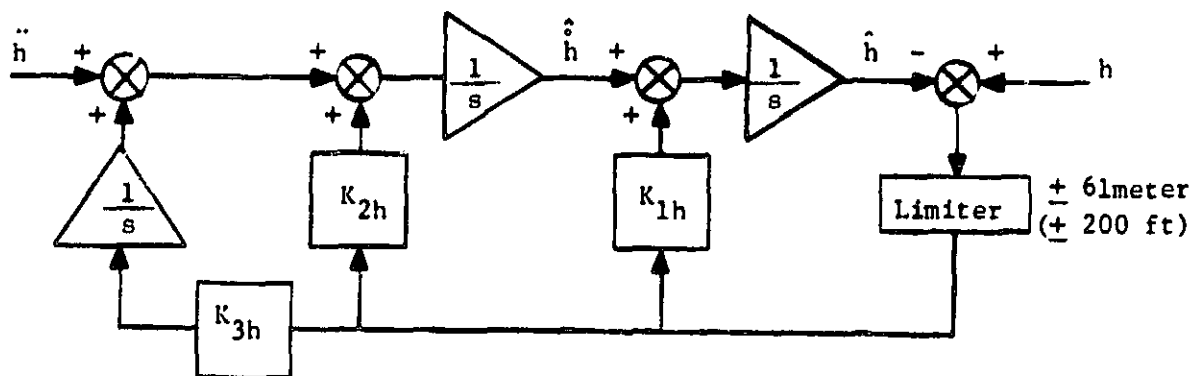 ḧ + + 1/s ĥ̊ + 1/s ĥ - + h
+ + +
1/s K₂ₕ K₁ₕ Limiter ± 61meter
(± 200 ft)
K₃ₕ